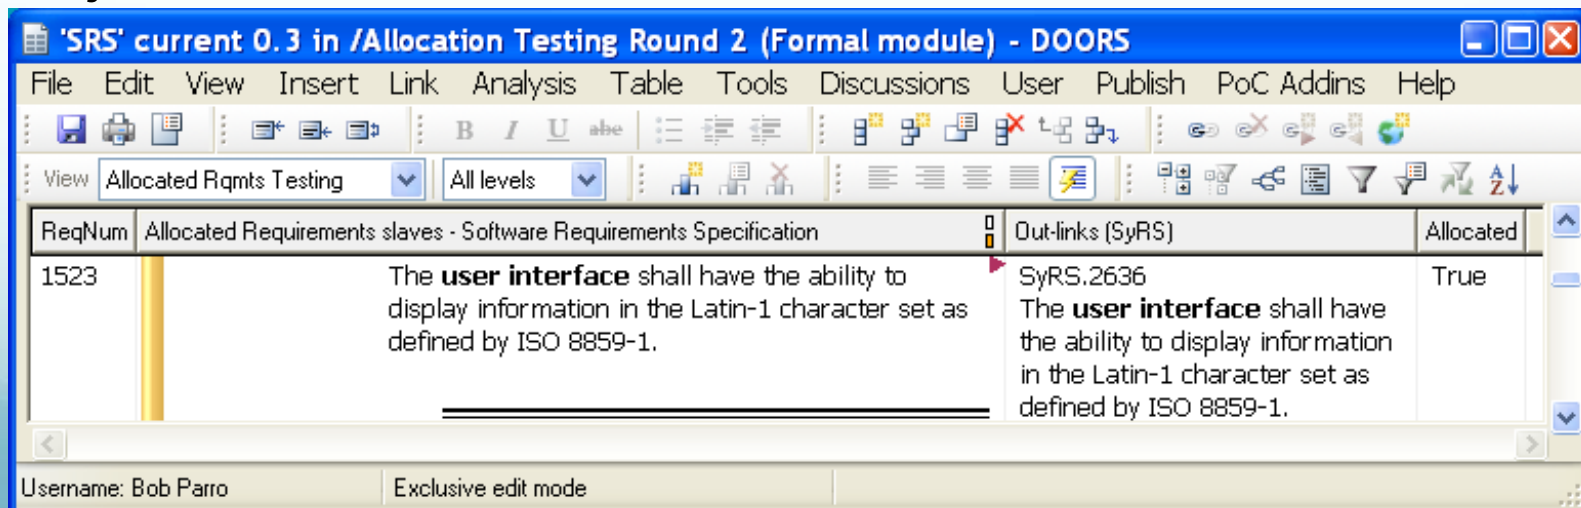 'SRS' current 0.3 in /Allocation Testing Round 2 (Formal module) - DOORS
File Edit View Insert Link Analysis Table Tools Discussions User Publish PoC Addins Help
B I U abc
View Allocated Rqmts Testing All levels
ReqNum Allocated Requirements slaves - Software Requirements Specification Out-links (SyRS) Allocated
1523
The user interface shall have the ability to
display information in the Latin-1 character set as
defined by ISO 8859-1.
SyRS.2636
The user interface shall have
the ability to display information
in the Latin-1 character set as
defined by ISO 8859-1.
True
Username: Bob Parro Exclusive edit mode